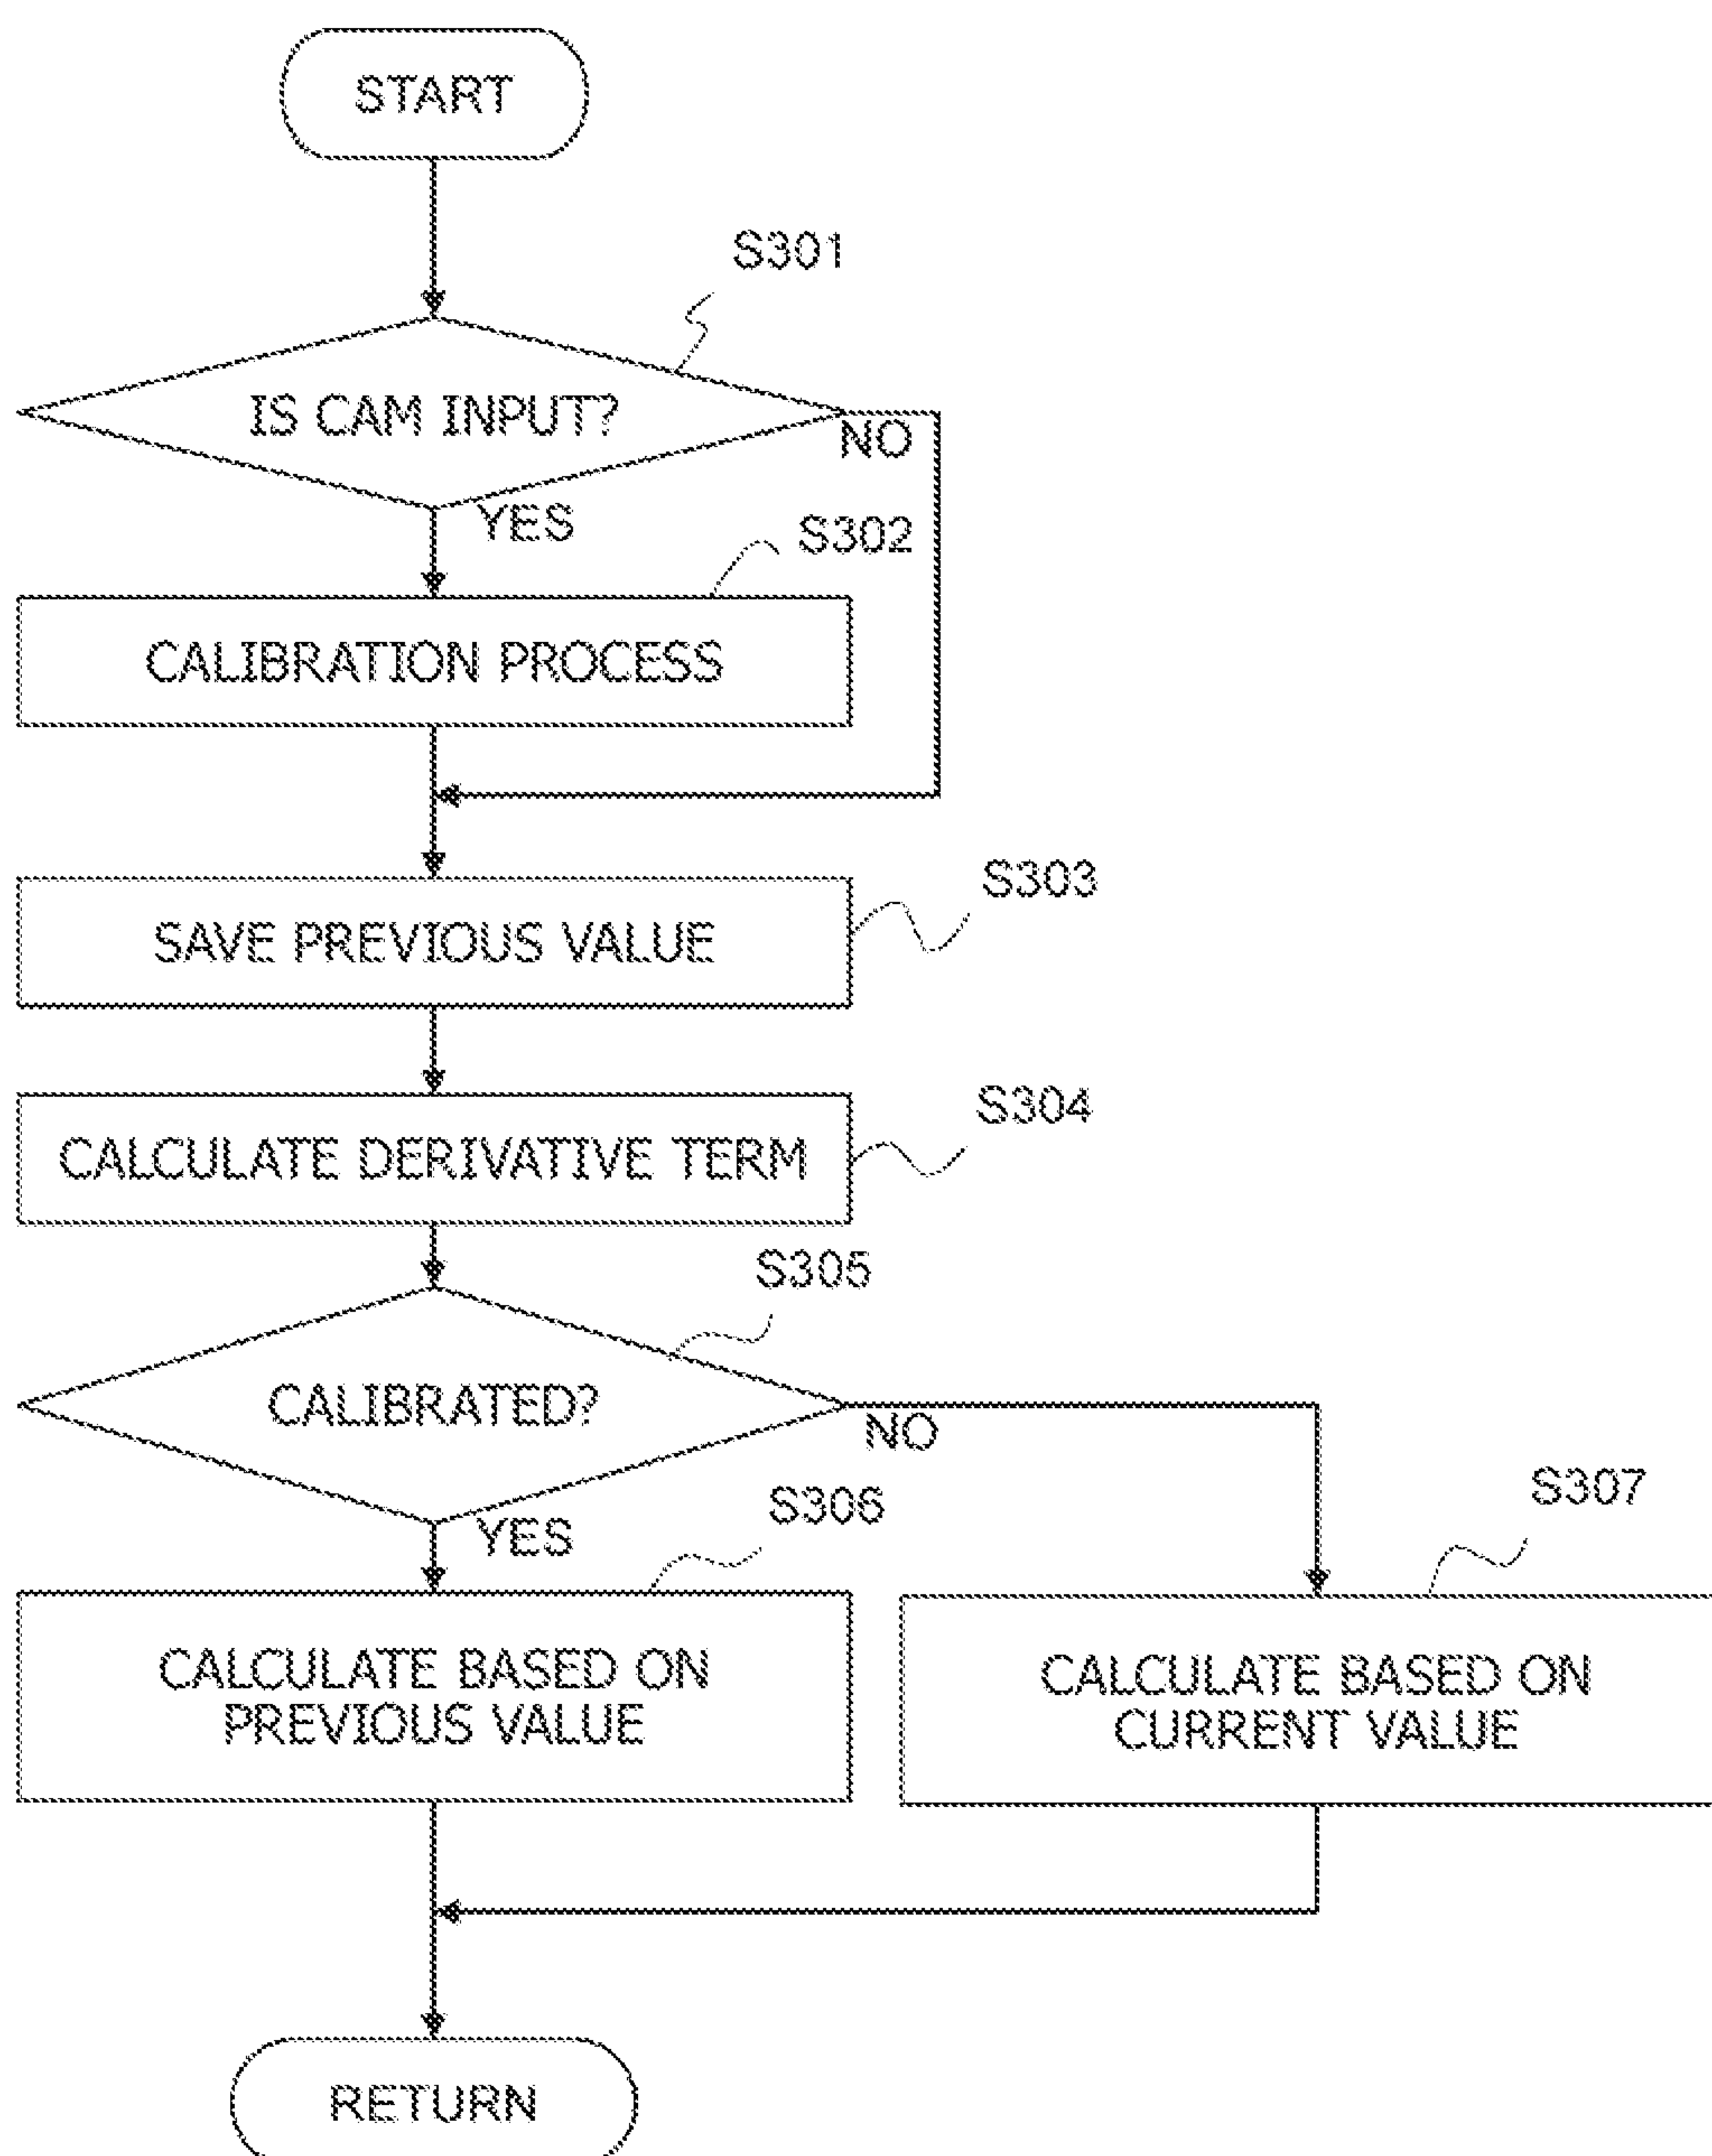 START
S301
IS CAM INPUT?
NO
YES
S302
CALIBRATION PROCESS
S303
SAVE PREVIOUS VALUE
S304
CALCULATE DERIVATIVE TERM
S305
CALIBRATED?
NO
YES
S306
S307
CALCULATE BASED ON
PREVIOUS VALUE
CALCULATE BASED ON
CURRENT VALUE
RETURN